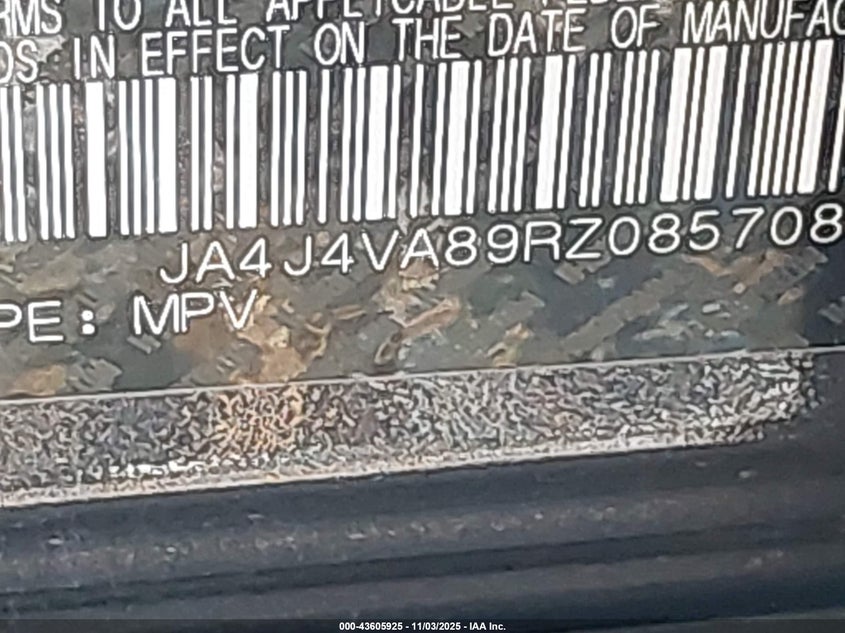 RMS TO ALL APPLICABLE FEDE
DS IN EFFECT ON THE DATE OF MANUFAC
JA4J4VA89RZ085708
PE: MPV
000-43605925 - 11/03/2025 - IAA Inc.